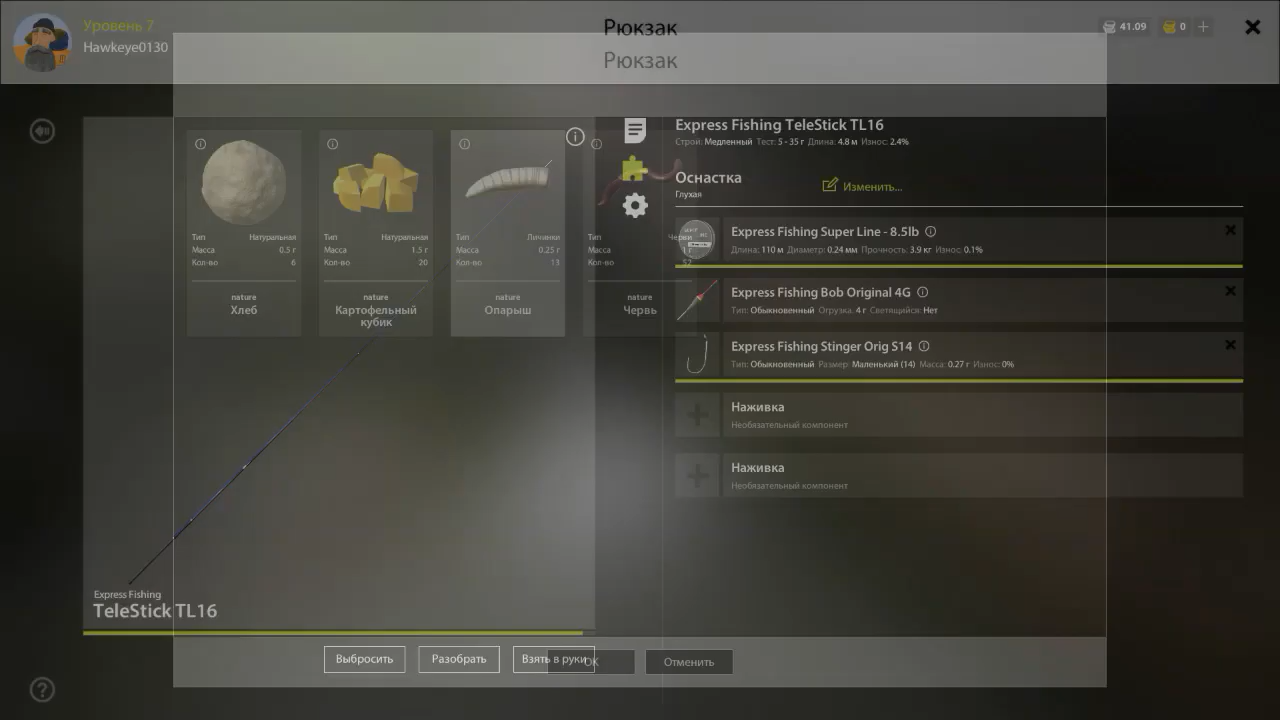 Уровень 7
Hawkeye0130
Рюкзак
Рюкзак
41.09
0
Тип Натуральная
Масса 0.5 г
Кол-во 6
nature
Хлеб
Тип Натуральная
Масса 1.5 г
Кол-во 20
nature
Картофельный
кубик
Тип Личинки
Масса 0.25 г
Кол-во 13
nature
Опарыш
Тип Черви
Масса 1 г
Кол-во 52
nature
Червь
Express Fishing TeleStick TL16
Строй: Медленный Тест: 5 - 35 г Длина: 4.8 м Износ: 2.4%
Оснастка
Глухая
Изменить...
Express Fishing Super Line - 8.5lb
Длина: 110 м Диаметр: 0.24 мм Прочность: 3.9 кг Износ: 0.1%
Express Fishing Bob Original 4G
Тип: Обыкновенный Огрузка: 4 г Светящийся: Нет
Express Fishing Stinger Orig S14
Тип: Обыкновенный Размер: Маленький (14) Масса: 0.27 г Износ: 0%
Наживка
Необязательный компонент
Наживка
Необязательный компонент
Express Fishing
TeleStick TL16
Выбросить
Разобрать
Взять в руки
OK
Отменить
?